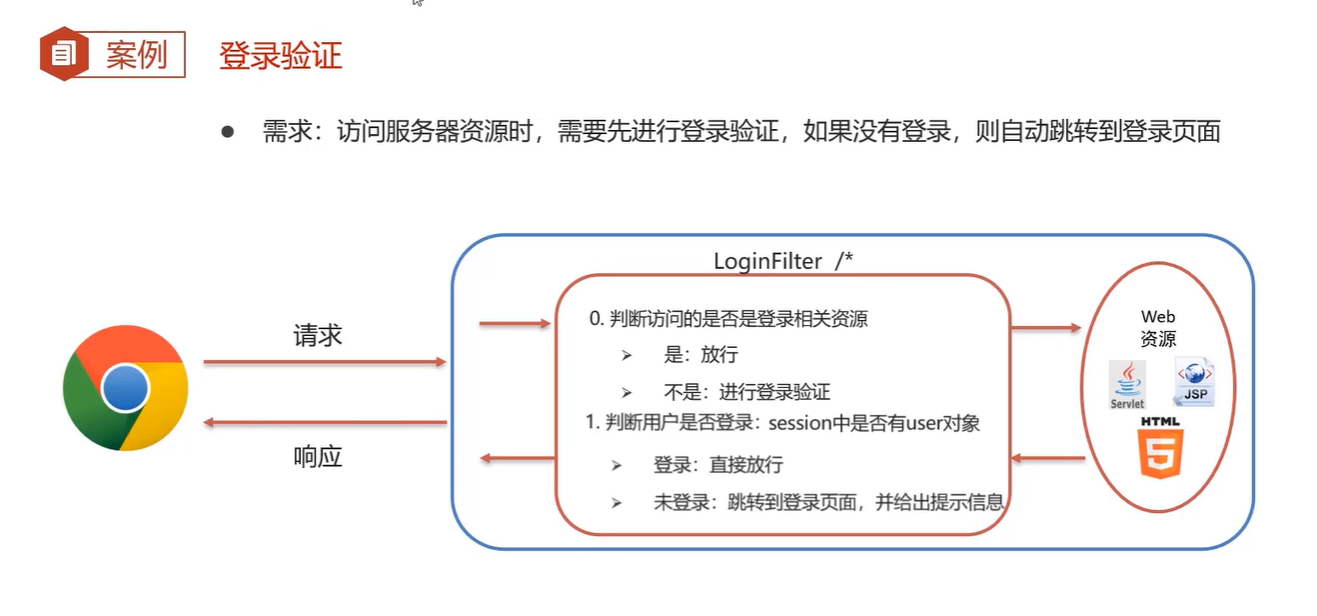 案例
登录验证
● 需求：访问服务器资源时，需要先进行登录验证，如果没有登录，则自动跳转到登录页面
LoginFilter /*
请求
响应
0. 判断访问的是否是登录相关资源
➢ 是：放行
➢ 不是：进行登录验证
1. 判断用户是否登录：session中是否有user对象
➢ 登录：直接放行
➢ 未登录：跳转到登录页面，并给出提示信息
Web
资源
Servlet
JSP
HTML
5